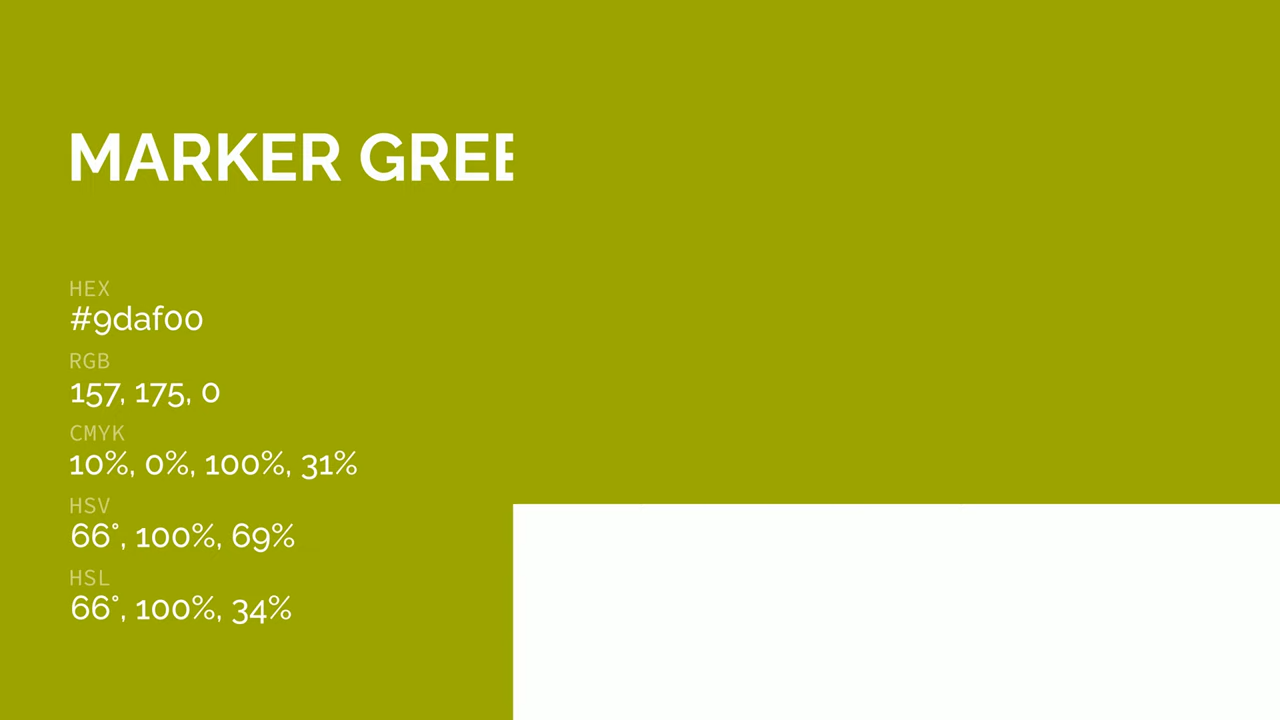 MARKER GREE
HEX
#9daf00
RGB
157, 175, 0
CMYK
10%, 0%, 100%, 31%
HSV
66°, 100%, 69%
HSL
66°, 100%, 34%